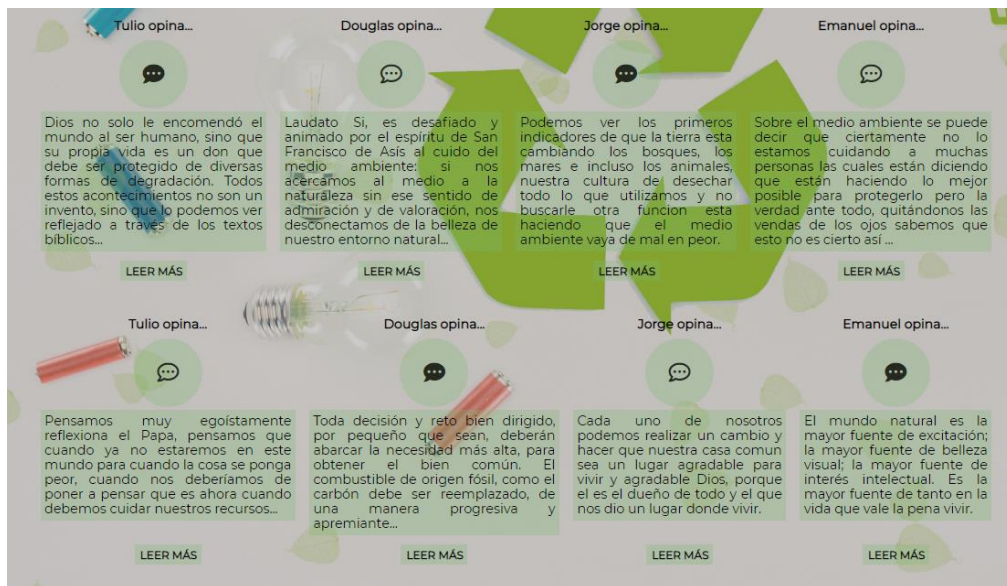 Tulio opina...
Douglas opina...
Jorge opina...
Emanuel opina...
Dios no solo le encomendó el
mundo al ser humano, sino que
su propia vida es un don que
debe ser protegido de diversas
formas de degradación. Todos
estos acontecimientos no son un
invento, sino que lo podemos ver
reflejado a través de los textos
bíblicos...
LEER MÁS
Laudato Si, es desafiado y
animado por el espíritu de San
Francisco de Asís al cuido del
medio ambiente: si nos
acercamos al medio a la
naturaleza sin ese sentido de
admiración y de valoración, nos
desconectamos de la belleza de
nuestro entorno natural...
LEER MÁS
Podemos ver los primeros
indicadores de que la tierra esta
cambiando los bosques, los
mares e incluso los animales,
nuestra cultura de desechar
todo lo que utilizamos y no
buscarle otra funcion esta
haciendo que el medio
ambiente vaya de mal en peor.
LEER MÁS
Sobre el medio ambiente se puede
decir que ciertamente no lo
estamos cuidando a muchas
personas las cuales están diciendo
que están haciendo lo mejor
posible para protegerlo pero la
verdad ante todo, quitándonos las
vendas de los ojos sabemos que
esto no es cierto así ...
LEER MÁS
Tulio opina...
Douglas opina...
Jorge opina...
Emanuel opina...
Pensamos muy egoístamente
reflexiona el Papa, pensamos que
cuando ya no estaremos en este
mundo para cuando la cosa se ponga
peor, cuando nos deberíamos de
poner a pensar que es ahora cuando
debemos cuidar nuestros recursos...
LEER MÁS
Toda decisión y reto bien dirigido,
por pequeño que sean, deberán
abarcar la necesidad más alta, para
obtener el bien común. El
combustible de origen fósil, como el
carbón debe ser reemplazado, de
una manera progresiva y
apremiante...
LEER MÁS
Cada uno de nosotros
podemos realizar un cambio y
hacer que nuestra casa comun
sea un lugar agradable para
vivir y agradable Dios, porque
el es el dueño de todo y el que
nos dio un lugar donde vivir.
LEER MÁS
El mundo natural es la
mayor fuente de excitación;
la mayor fuente de belleza
visual; la mayor fuente de
interés intelectual. Es la
mayor fuente de tanto en la
vida que vale la pena vivir.
LEER MÁS